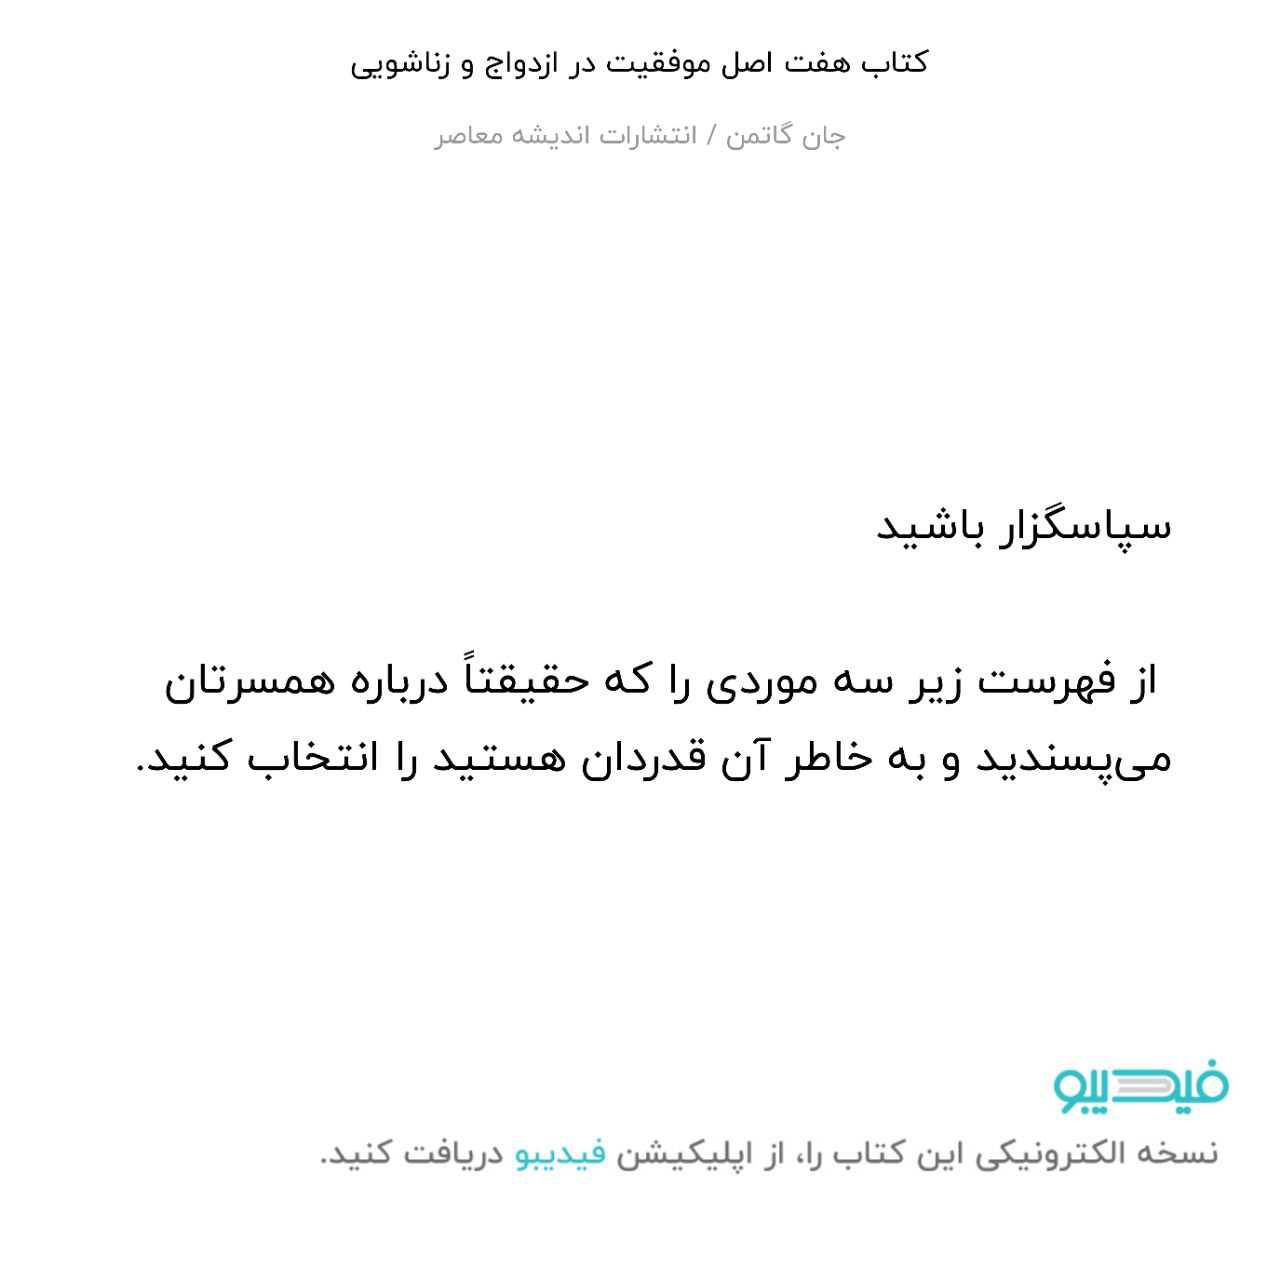 کتاب هفت اصل موفقیت در ازدواج و زناشویی
جان گاتمن / انتشارات اندیشه معاصر
سپاسگزار باشید
از فهرست زیر سه موردی را که حقیقتاً درباره همسرتان
می‌پسندید و به خاطر آن قدردان هستید را انتخاب کنید.
فیدیبو
نسخه الکترونیکی این کتاب را، از اپلیکیشن فیدیبو دریافت کنید.